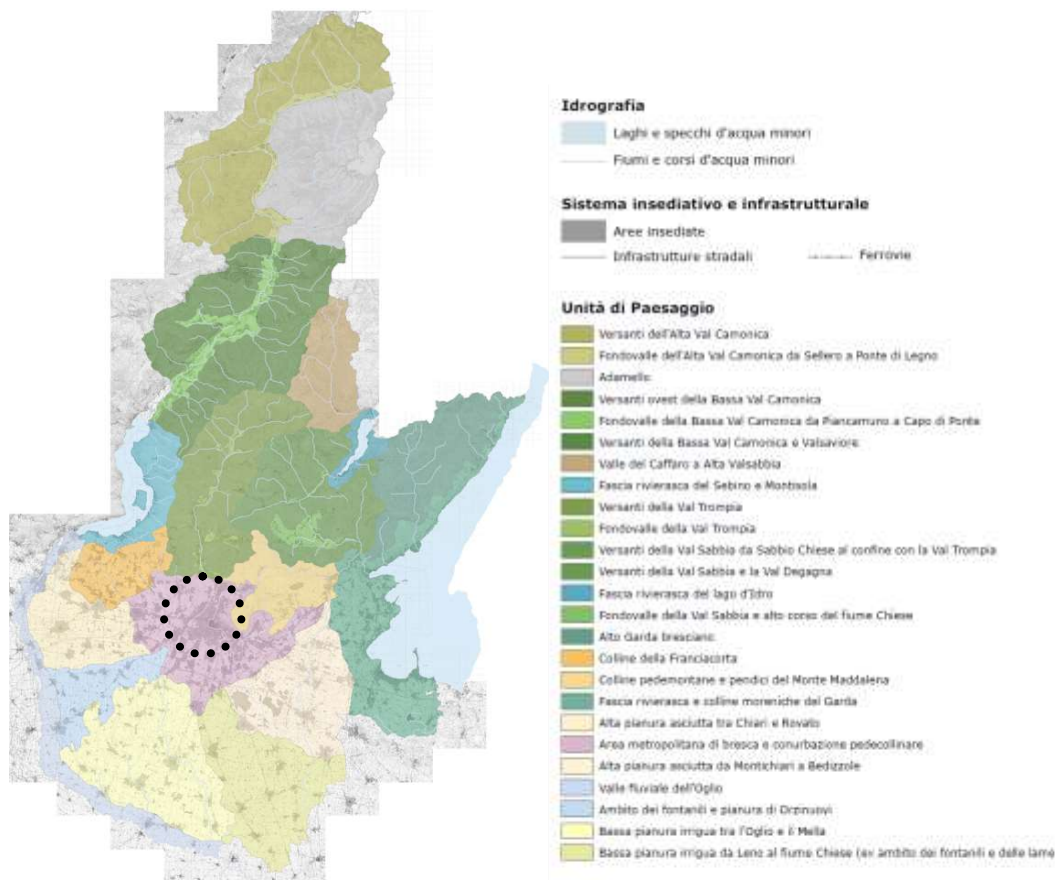 Idrografia
Laghi e specchi d'acqua minori
Fiumi e corsi d'acqua minori
Sistema insediativo e infrastrutturale
Aree insediate
Infrastrutture stradali
Ferrovie
Unità di Paesaggio
Versanti dell'Alta Val Camonica
Fondovalle dell'Alta Val Camonica da Sellero a Ponte di Legno
Adamello
Versanti ovest della Bassa Val Camonica
Fondovalle della Bassa Val Camonica da Piancamuno a Capo di Ponte
Versanti della Bassa Val Camonica e Valsaviore
Valle del Caffaro a Alta Valsabbia
Fascia rivierasca del Sebino e Montisola
Versanti della Val Trompia
Fondovalle della Val Trompia
Versanti della Val Sabbia da Sabbio Chiese al confine con la Val Trompia
Versanti della Val Sabbia e la Val Degagna
Fascia rivierasca del lago d'Idro
Fondovalle della Val Sabbia e alto corso del fiume Chiese
Alto Garda bresciano
Colline della Franciacorta
Colline pedemontane e pendici del Monte Maddalena
Fascia rivierasca e colline moreniche del Garda
Alta pianura asciutta tra Chiari e Rovato
Area metropolitana di bresca e conurbazione pedecollinare
Alta pianura asciutta da Montichiari a Bedizzole
Valle fluviale dell'Oglio
Ambito dei fontanili e pianura di Orzinuovi
Bassa pianura irrigua tra l'Oglio e il Mella
Bassa pianura irrigua da Leno al fiume Chiese (ex ambito dei fontanili e delle lame